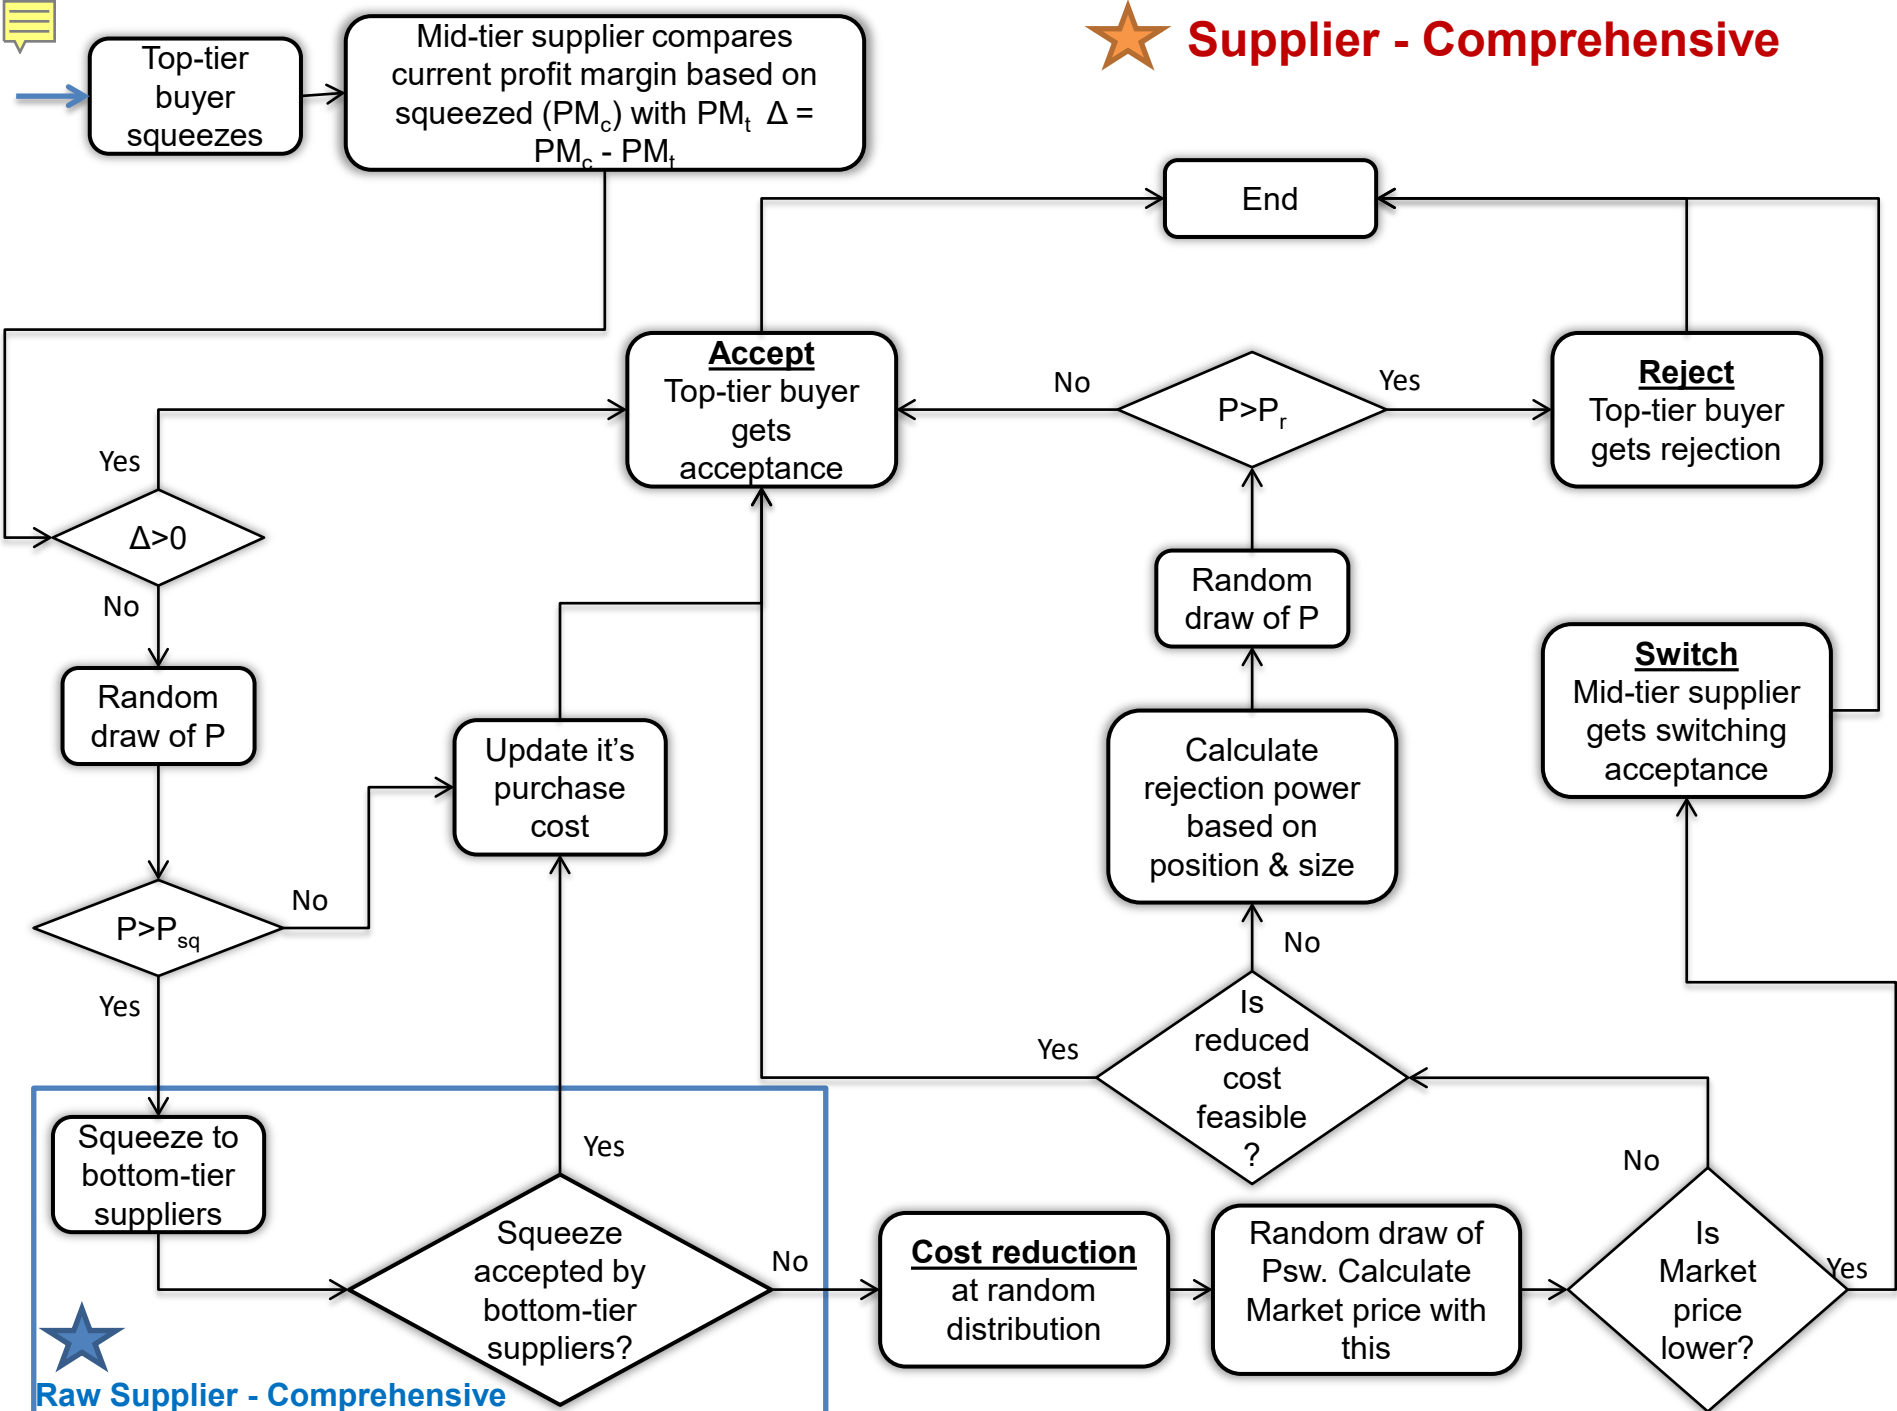 Supplier - Comprehensive
Top-tier
buyer
squeezes
Mid-tier supplier compares
current profit margin based on
squeezed (PMc) with PMt Δ =
PMc - PMt
End
Accept
Top-tier buyer
gets
acceptance
No
P>Pr
Yes
Reject
Top-tier buyer
gets rejection
Yes
Δ>0
No
Random
draw of P
Random
draw of P
Switch
Mid-tier supplier
gets switching
acceptance
Update it's
purchase
cost
Calculate
rejection power
based on
position & size
P>Psq
No
Yes
No
Is
reduced
cost
feasible
?
Yes
Squeeze to
bottom-tier
suppliers
Yes
Squeeze
accepted by
bottom-tier
suppliers?
No
Cost reduction
at random
distribution
Random draw of
Psw. Calculate
Market price with
this
No
Is
Market
price
lower?
Yes
Raw Supplier - Comprehensive